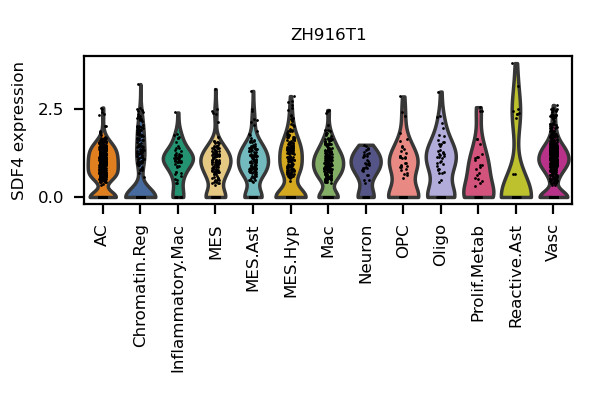 ZH916T1
SDF4 expression
2.5
0.0
AC
Chromatin.Reg
Inflammatory.Mac
MES
MES.Ast
MES.Hyp
Mac
Neuron
OPC
Oligo
Prolif.Metab
Reactive.Ast
Vasc